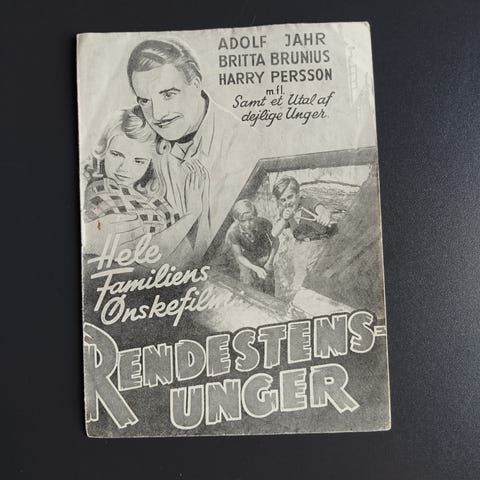 ADOLF JAHR
BRITTA BRUNIUS
HARRY PERSSON
m.fl.
Samt et Utal af
dejlige Unger.
Hele
Familiens
Ønskefilm...
RENDESTENS-
UNGER